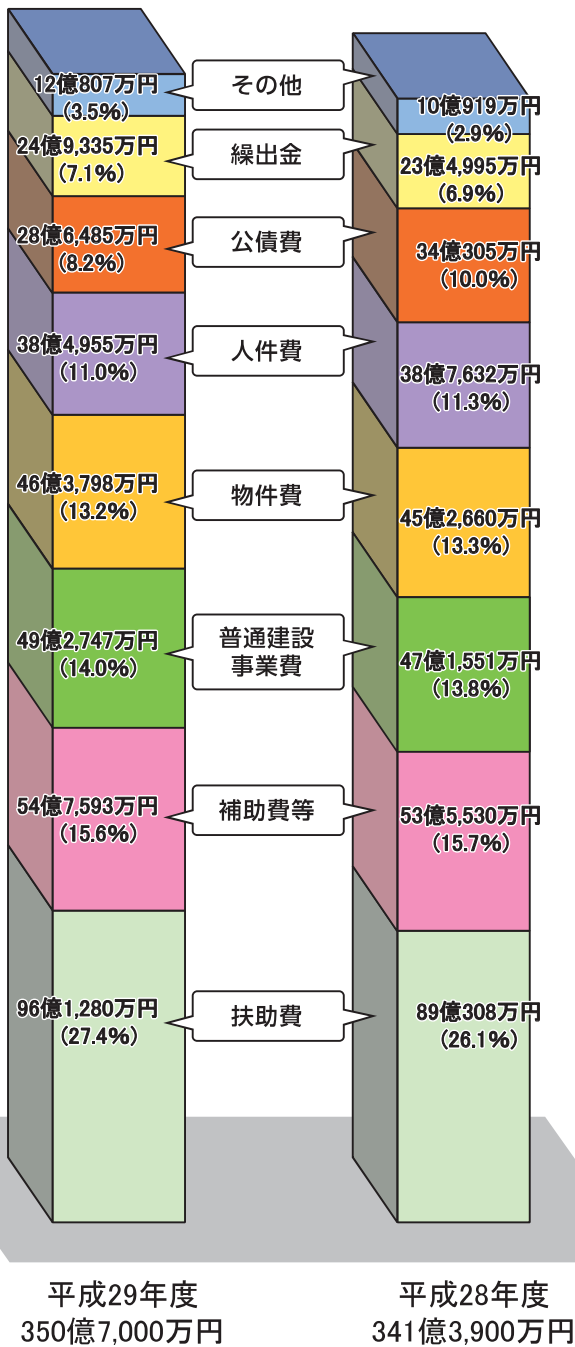 12億807万円
(3.5%)
その他
10億919万円
(2.9%)
24億9,335万円
(7.1%)
繰出金
23億4,995万円
(6.9%)
28億6,485万円
(8.2%)
公債費
34億305万円
(10.0%)
38億4,955万円
(11.0%)
人件費
38億7,632万円
(11.3%)
46億3,798万円
(13.2%)
物件費
45億2,660万円
(13.3%)
49億2,747万円
(14.0%)
普通建設
事業費
47億1,551万円
(13.8%)
54億7,593万円
(15.6%)
補助費等
53億5,530万円
(15.7%)
96億1,280万円
(27.4%)
扶助費
89億308万円
(26.1%)
平成29年度
350億7,000万円
平成28年度
341億3,900万円